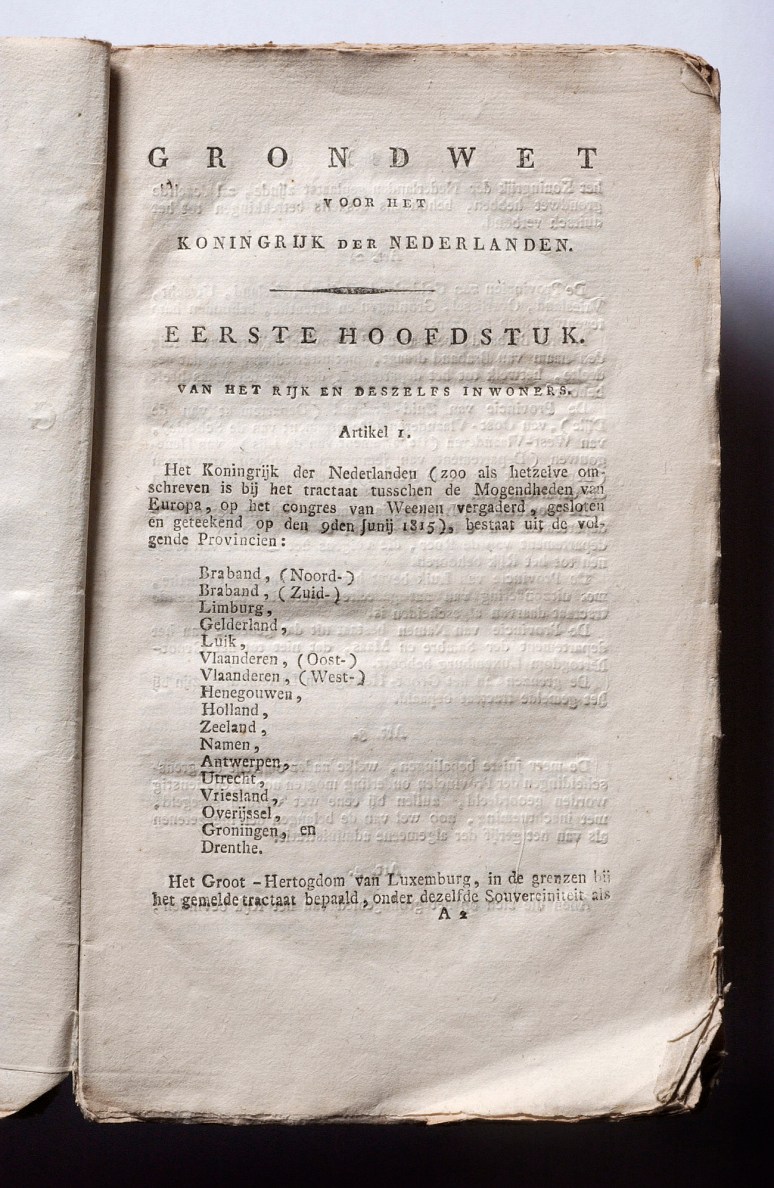 GRONDWET
VOOR HET
KONINGRIJK DER NEDERLANDEN.
EERSTE HOOFDSTUK.
VAN HET RIJK EN DESZELFS INWONERS.
Artikel 1.
Het Koningrijk der Nederlanden (zoo als hetzelve om-
schreven is bij het tractaat tusschen de Mogendheden van
Europa, op het congres van Weenen vergaderd, gesloten
en geteekend op den 9den Junij 1815), bestaat uit de vol-
gende Provincien:
Braband, (Noord-)
Braband, (Zuid-)
Limburg,
Gelderland,
Luik,
Vlaanderen, (Oost-)
Vlaanderen, (West-)
Henegouwen,
Holland,
Zeeland,
Namen,
Antwerpen,
Utrecht,
Vriesland,
Overijssel,
Groningen, en
Drenthe.
Het Groot-Hertogdom van Luxemburg, in de grenzen bij
het gemelde tractaat bepaald, onder dezelfde Souvereiniteit als
A 2